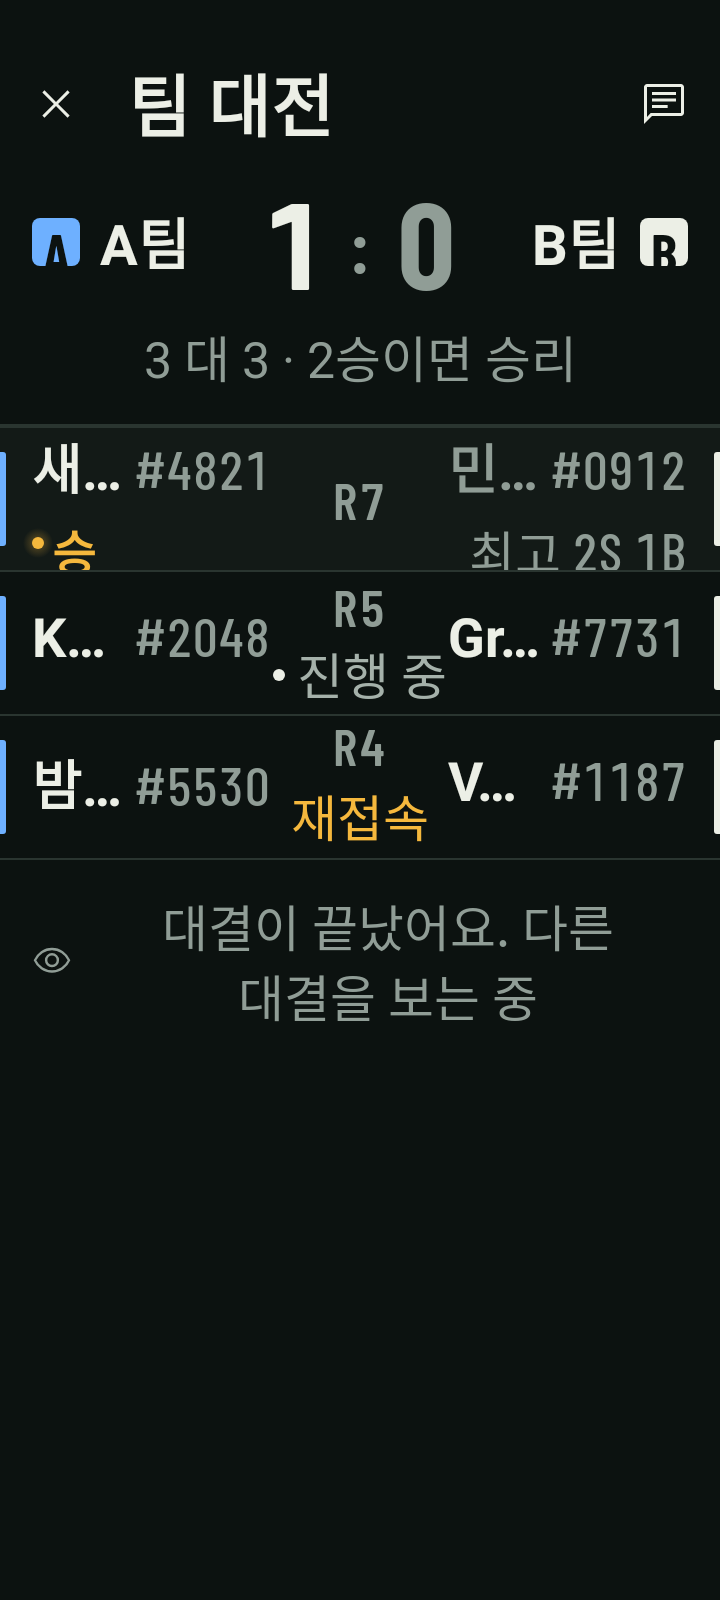 팀 대전
A A팀 1 : 0 B팀 B
3 대 3 · 2승이면 승리
새... #4821 R7 민... #0912
승 최고 2S 1B
K... #2048 R5 Gr... #7731
진행 중
밤... #5530 R4 V... #1187
재접속
대결이 끝났어요. 다른
대결을 보는 중